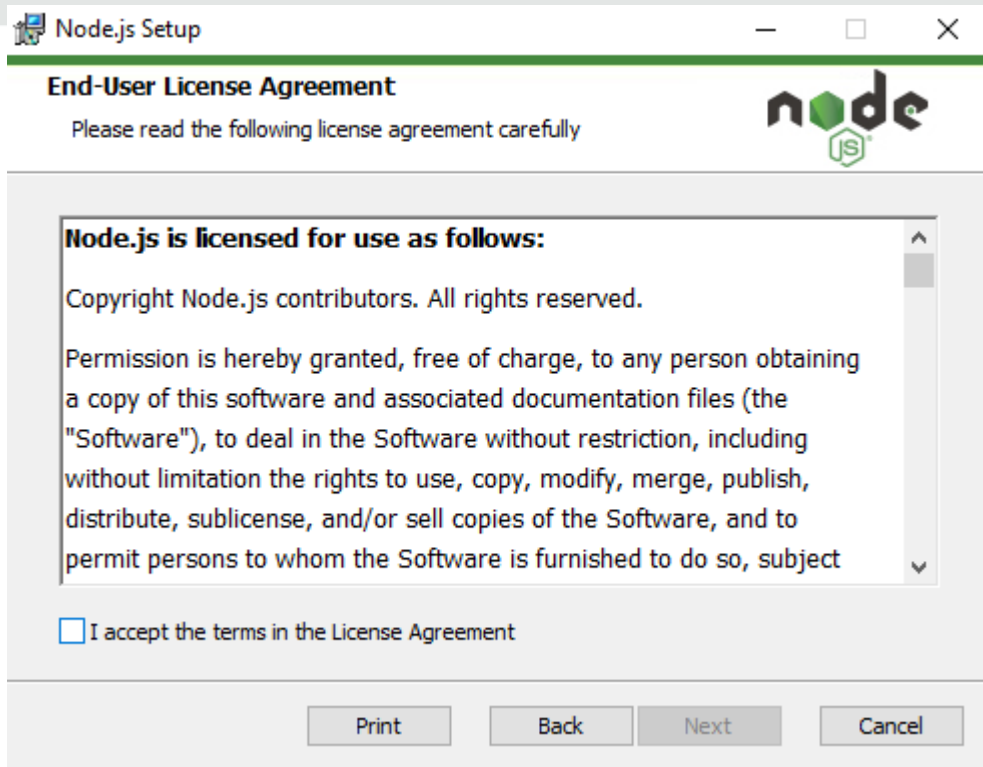 Node.js Setup
End-User License Agreement
Please read the following license agreement carefully
node
JS
Node.js is licensed for use as follows:
Copyright Node.js contributors. All rights reserved.
Permission is hereby granted, free of charge, to any person obtaining
a copy of this software and associated documentation files (the
"Software"), to deal in the Software without restriction, including
without limitation the rights to use, copy, modify, merge, publish,
distribute, sublicense, and/or sell copies of the Software, and to
permit persons to whom the Software is furnished to do so, subject
I accept the terms in the License Agreement
Print Back Next Cancel